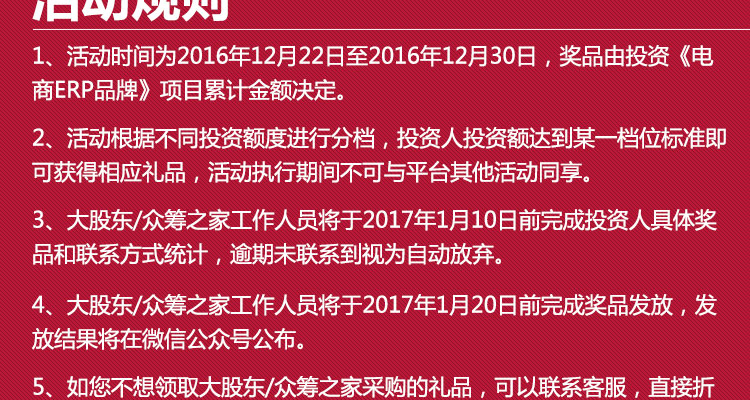 活动规则
1、活动时间为2016年12月22日至2016年12月30日，奖品由投资《电
商ERP品牌》项目累计金额决定。
2、活动根据不同投资额度进行分档，投资人投资额达到某一档位标准即
可获得相应礼品，活动执行期间不可与平台其他活动同享。
3、大股东/众筹之家工作人员将于2017年1月10日前完成投资人具体奖
品和联系方式统计，逾期未联系到视为自动放弃。
4、大股东/众筹之家工作人员将于2017年1月20日前完成奖品发放，发
放结果将在微信公众号公布。
5、如您不想领取大股东/众筹之家采购的礼品，可以联系客服，直接折